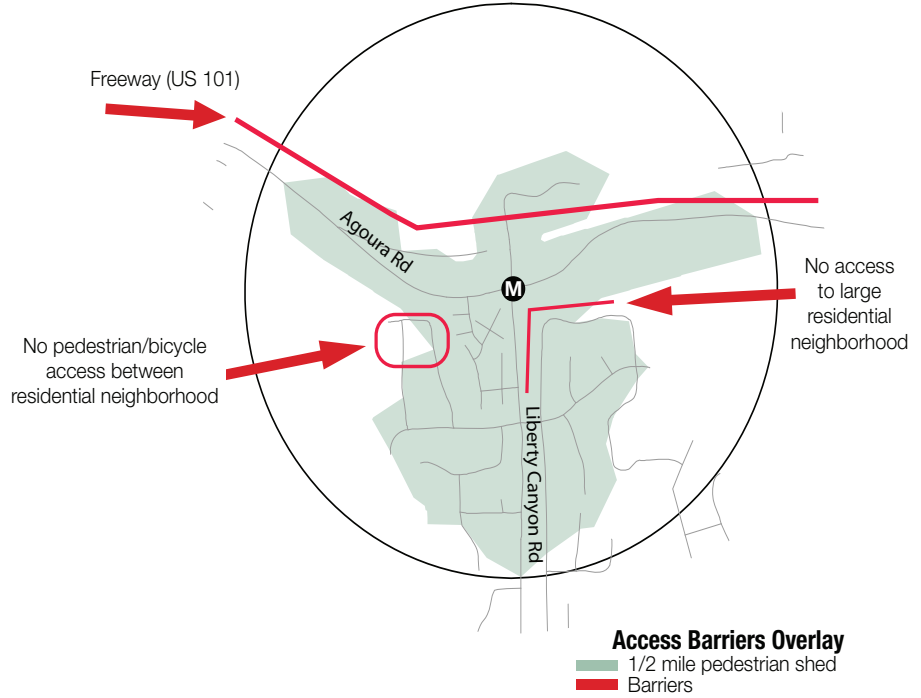 Freeway (US 101)
Agoura Rd
M
No access
to large
residential
neighborhood
No pedestrian/bicycle
access between
residential neighborhood
Liberty Canyon Rd
Access Barriers Overlay
1/2 mile pedestrian shed
Barriers